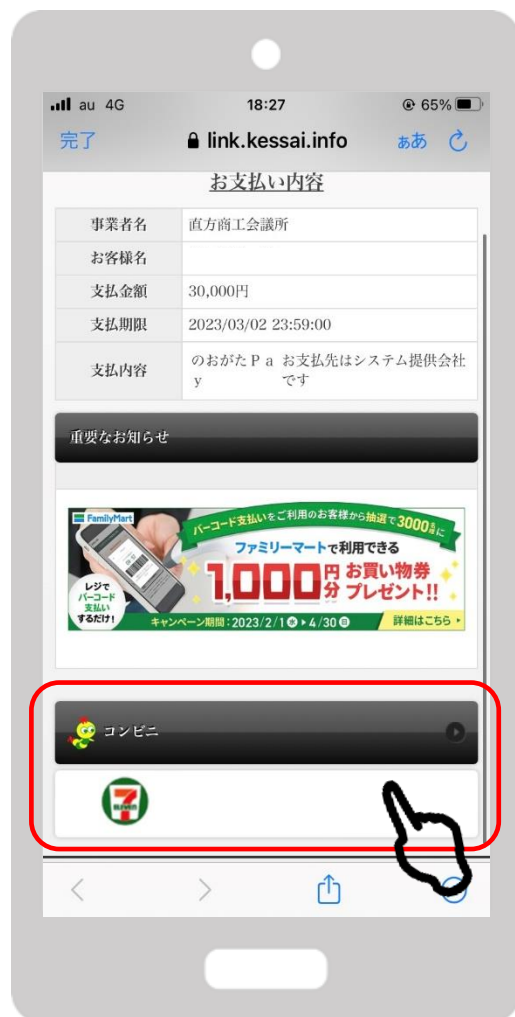 au 4G 18:27 65%
完了 link.kessai.info ぁあ
お支払い内容
事業者名 直方商工会議所
お客様名
支払金額 30,000円
支払期限 2023/03/02 23:59:00
支払内容 のおがたＰａ お支払先はシステム提供会社
ｙ です
重要なお知らせ
FamilyMart
バーコード支払いをご利用のお客様から抽選で3000名様に
ファミリーマートで利用できる
1,000円分 お買い物券プレゼント!!
レジで
バーコード
支払い
するだけ!
キャンペーン期間:2023/2/1水▶4/30日 詳細はこちら
コンビニ
7 ELEVEN